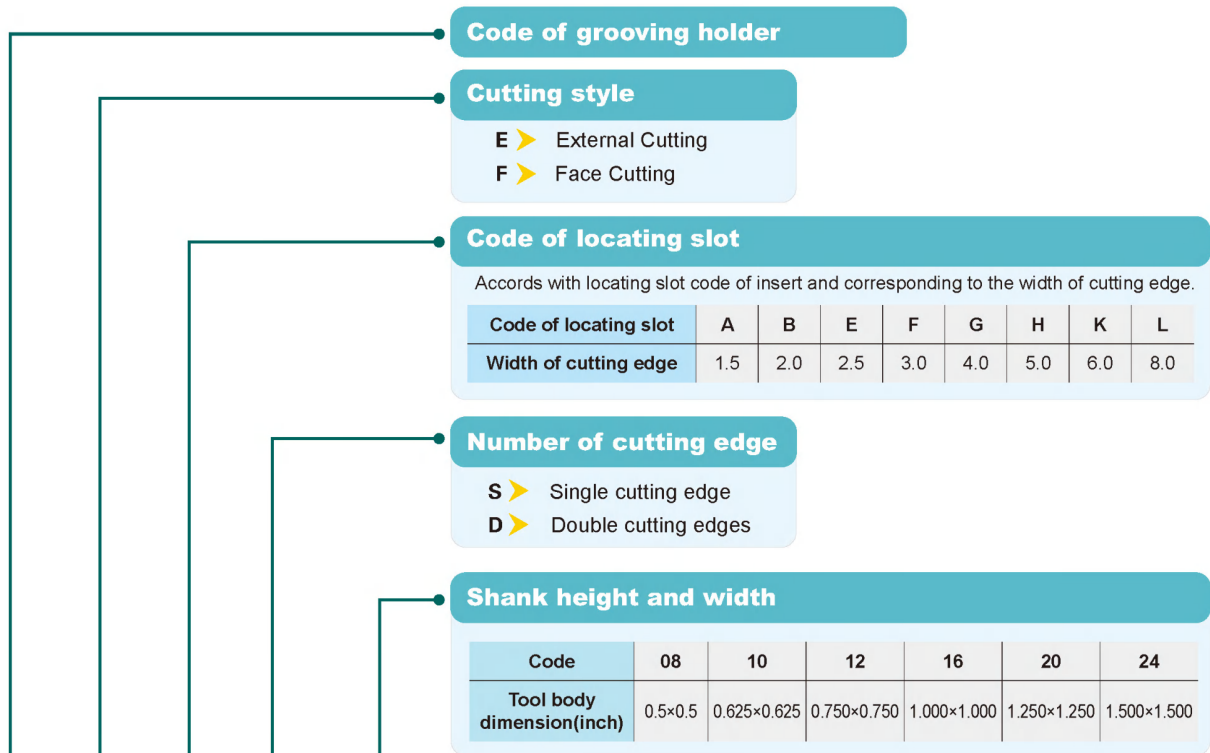 Code of grooving holder
Cutting style
E External Cutting
F Face Cutting
Code of locating slot
Accords with locating slot code of insert and corresponding to the width of cutting edge.
Code of locating slot A B E F G H K L
Width of cutting edge 1.5 2.0 2.5 3.0 4.0 5.0 6.0 8.0
Number of cutting edge
S Single cutting edge
D Double cutting edges
Shank height and width
Code 08 10 12 16 20 24
Tool body
dimension(inch) 0.5×0.5 0.625×0.625 0.750×0.750 1.000×1.000 1.250×1.250 1.500×1.500